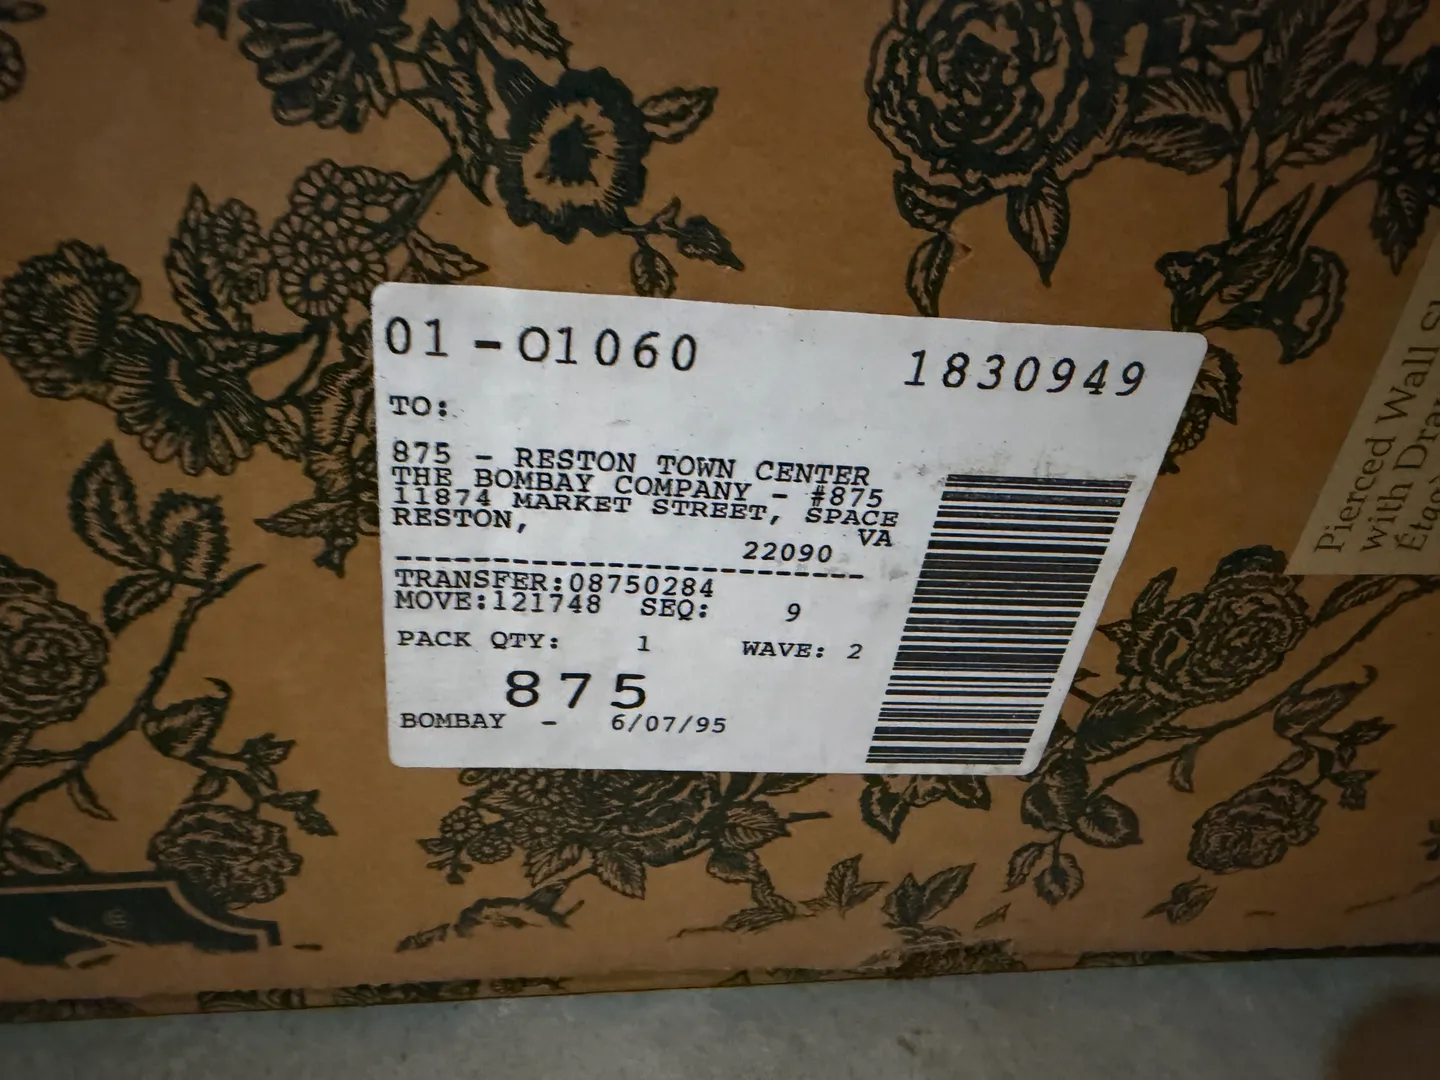 01-01060 1830949
TO:
875 - RESTON TOWN CENTER
THE BOMBAY COMPANY - #875
11874 MARKET STREET, SPACE
RESTON, VA
22090
TRANSFER:08750284
MOVE:121748 SEQ: 9
PACK QTY: 1 WAVE: 2
875
BOMBAY - 6/07/95
Pierced Wall
with